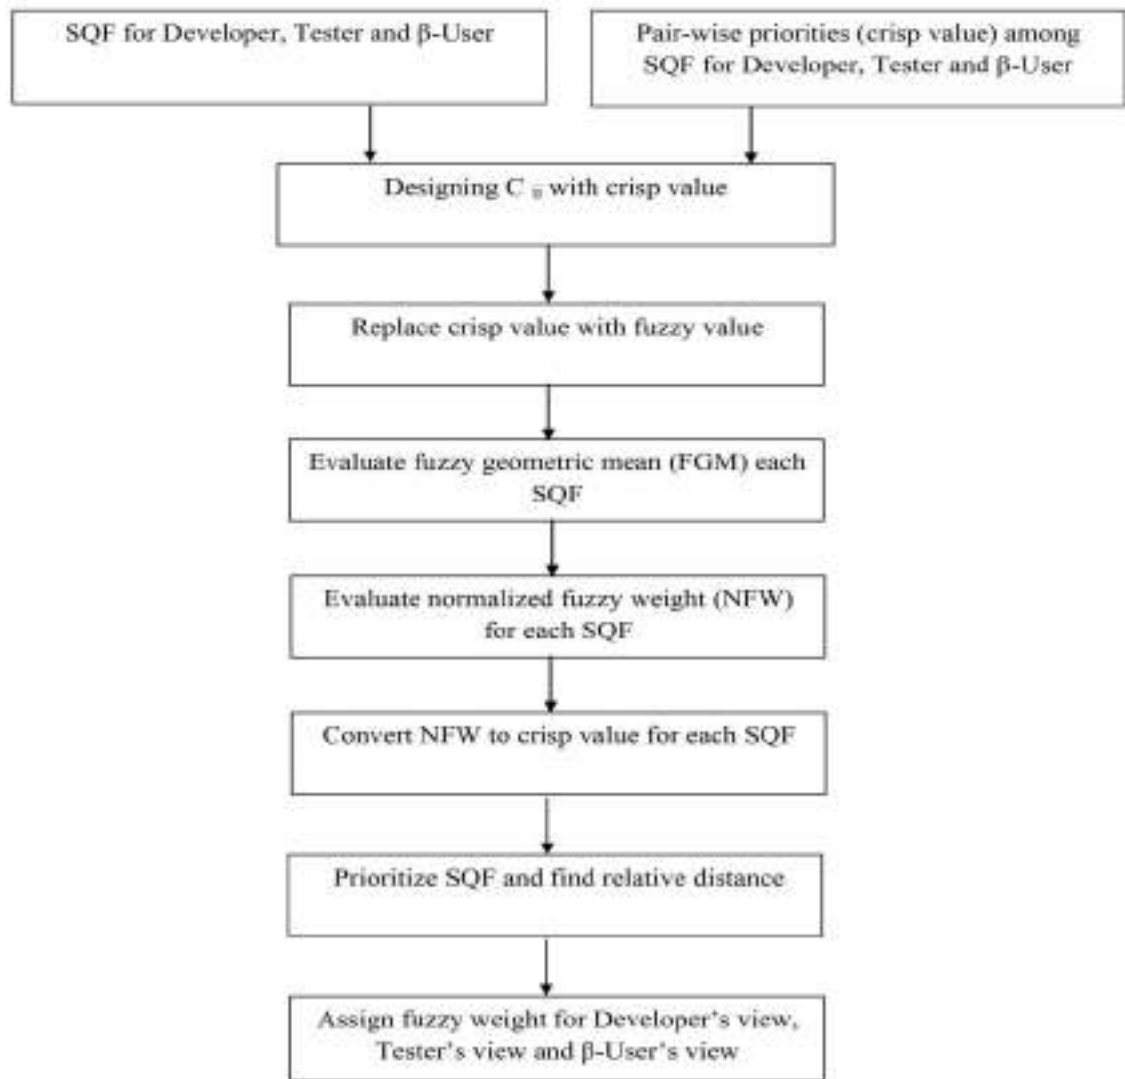 SQF for Developer, Tester and β-User
Pair-wise priorities (crisp value) among
SQF for Developer, Tester and β-User
Designing C with crisp value
Replace crisp value with fuzzy value
Evaluate fuzzy geometric mean (FGM) each
SQF
Evaluate normalized fuzzy weight (NFW)
for each SQF
Convert NFW to crisp value for each SQF
Prioritize SQF and find relative distance
Assign fuzzy weight for Developer's view,
Tester's view and β-User's view